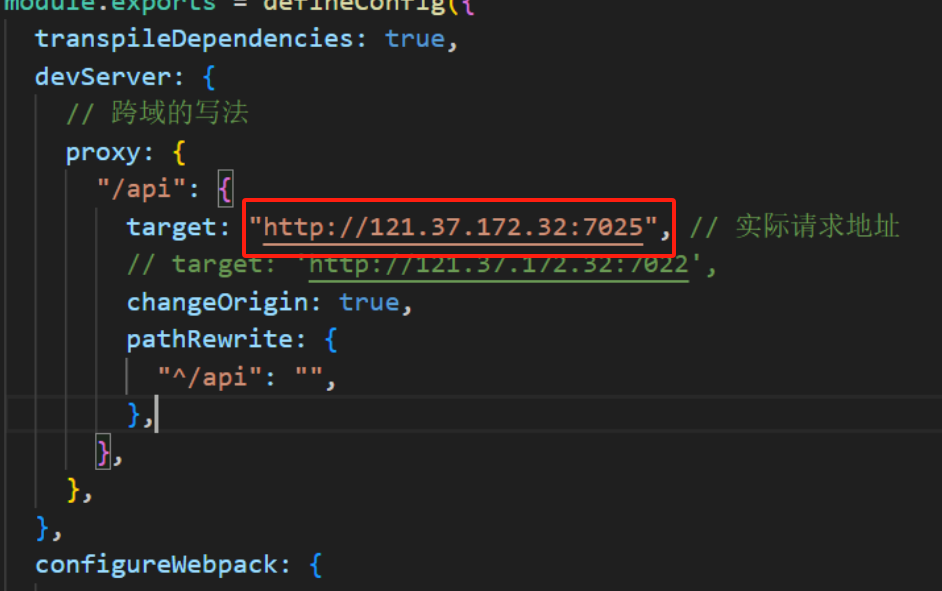 module.exports = defineConfig({
transpileDependencies: true,
devServer: {
// 跨域的写法
proxy: {
"/api": {
target: "http://121.37.172.32:7025", // 实际请求地址
// target: 'http://121.37.172.32:7022',
changeOrigin: true,
pathRewrite: {
"^/api": "",
},
},
},
},
configureWebpack: {